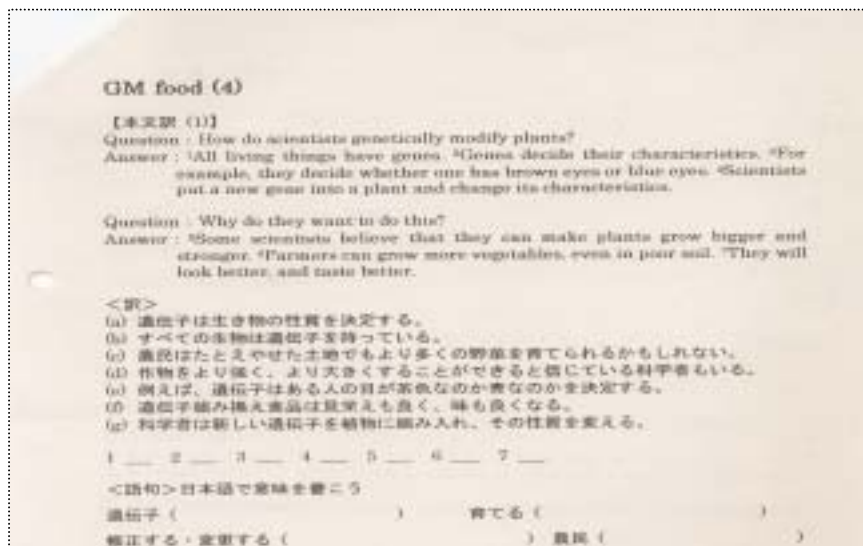 GM food (4)
【本文訳 (1)】
Question : How do scientists genetically modify plants?
Answer : ¹All living things have genes. ²Genes decide their characteristics. ³For
example, they decide whether one has brown eyes or blue eyes. ⁴Scientists
put a new gene into a plant and change its characteristics.
Question : Why do they want to do this?
Answer : ⁵Some scientists believe that they can make plants grow bigger and
stronger. ⁶Farmers can grow more vegetables, even in poor soil. ⁷They will
look better, and taste better.
<訳>
(a) 遺伝子は生き物の性質を決定する。
(b) すべての生物は遺伝子を持っている。
(c) 農民はたとえやせた土地でもより多くの野菜を育てられるかもしれない。
(d) 作物をより強く、より大きくすることができると信じている科学者もいる。
(e) 例えば、遺伝子はある人の目が茶色なのか青なのかを決定する。
(f) 遺伝子組み換え食品は見栄えも良く、味も良くなる。
(g) 科学者は新しい遺伝子を植物に組み入れ、その性質を変える。
1 __ 2 __ 3 __ 4 __ 5 __ 6 __ 7 __
<語句>日本語で意味を書こう
遺伝子 ( ) 育てる ( )
修正する・変更する ( ) 農民 ( )